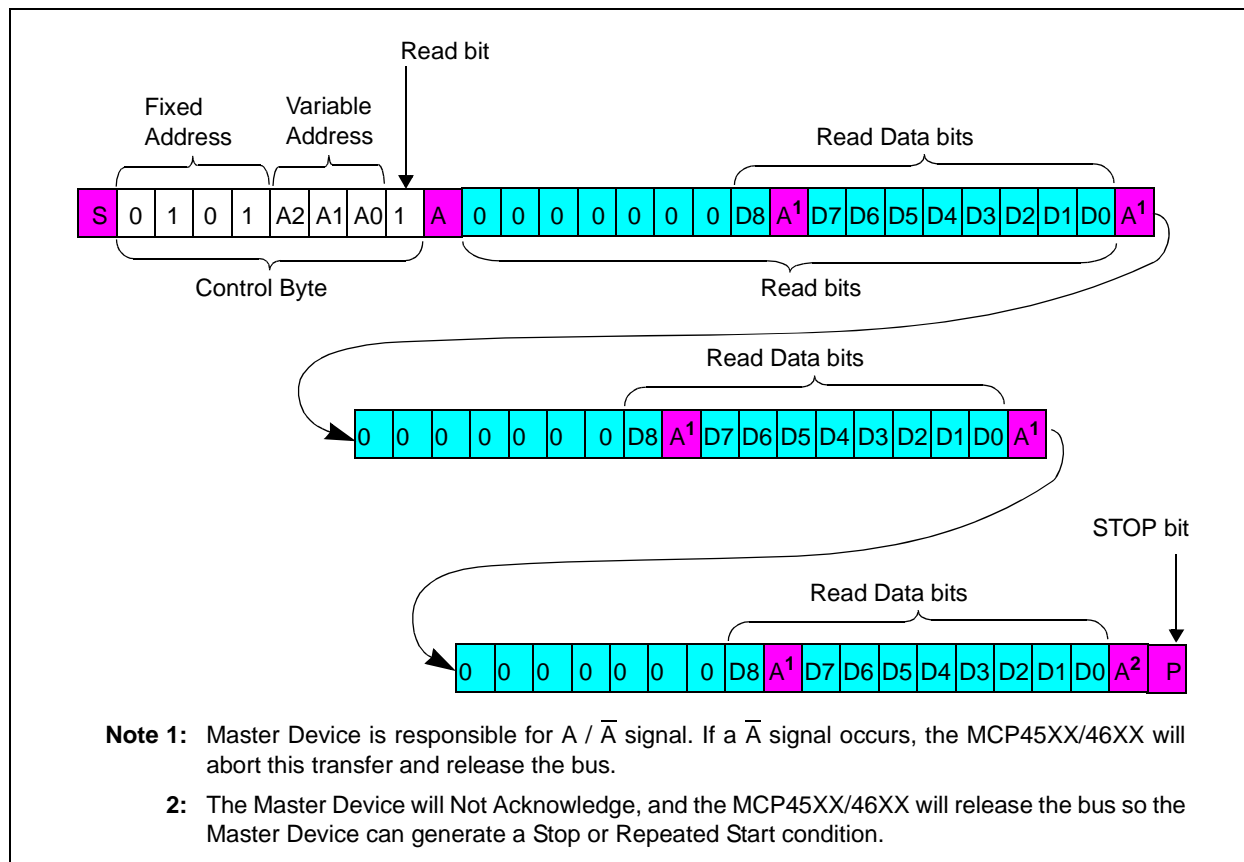 Read bit
Fixed Address
Variable Address
Read Data bits
S 0 1 0 1 A2 A1 A0 1 A 0 0 0 0 0 0 0 D8 A¹ D7 D6 D5 D4 D3 D2 D1 D0 A¹
Control Byte
Read bits
Read Data bits
0 0 0 0 0 0 0 D8 A¹ D7 D6 D5 D4 D3 D2 D1 D0 A¹
STOP bit
Read Data bits
0 0 0 0 0 0 0 D8 A¹ D7 D6 D5 D4 D3 D2 D1 D0 A² P
Note 1: Master Device is responsible for A / A̅ signal. If a A̅ signal occurs, the MCP45XX/46XX will
abort this transfer and release the bus.
2: The Master Device will Not Acknowledge, and the MCP45XX/46XX will release the bus so the
Master Device can generate a Stop or Repeated Start condition.